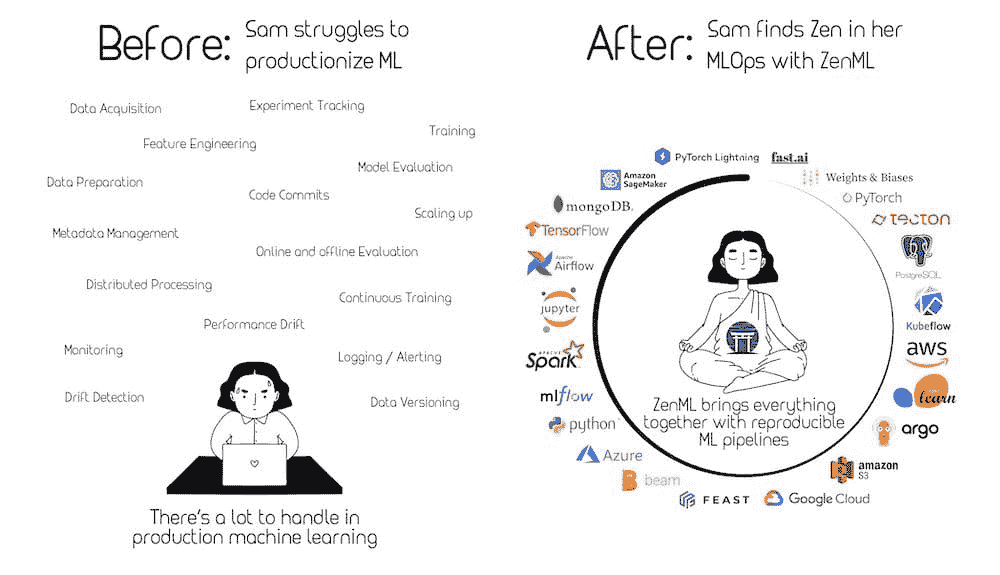 Before:
Sam struggles to
productionize ML
Data Acquisition
Experiment Tracking
Training
Feature Engineering
Model Evaluation
Data Preparation
Code Commits
Scaling up
Metadata Management
Online and offline Evaluation
Distributed Processing
Continuous Training
Performance Drift
Monitoring
Logging / Alerting
Drift Detection
Data Versioning
There's a lot to handle in
production machine learning
After:
Sam finds Zen in her
MLOps with ZenML
PyTorch Lightning
fast.ai
Amazon
SageMaker
Weights & Biases
mongoDB.
PyTorch
TensorFlow
TECTON
Apache
Airflow
PostgreSQL
jupyter
Kubeflow
APACHE
Spark
aws
mlflow
learn
python
argo
Azure
beam
amazon
S3
FEAST
Google Cloud
ZenML brings everything
together with reproducible
ML pipelines